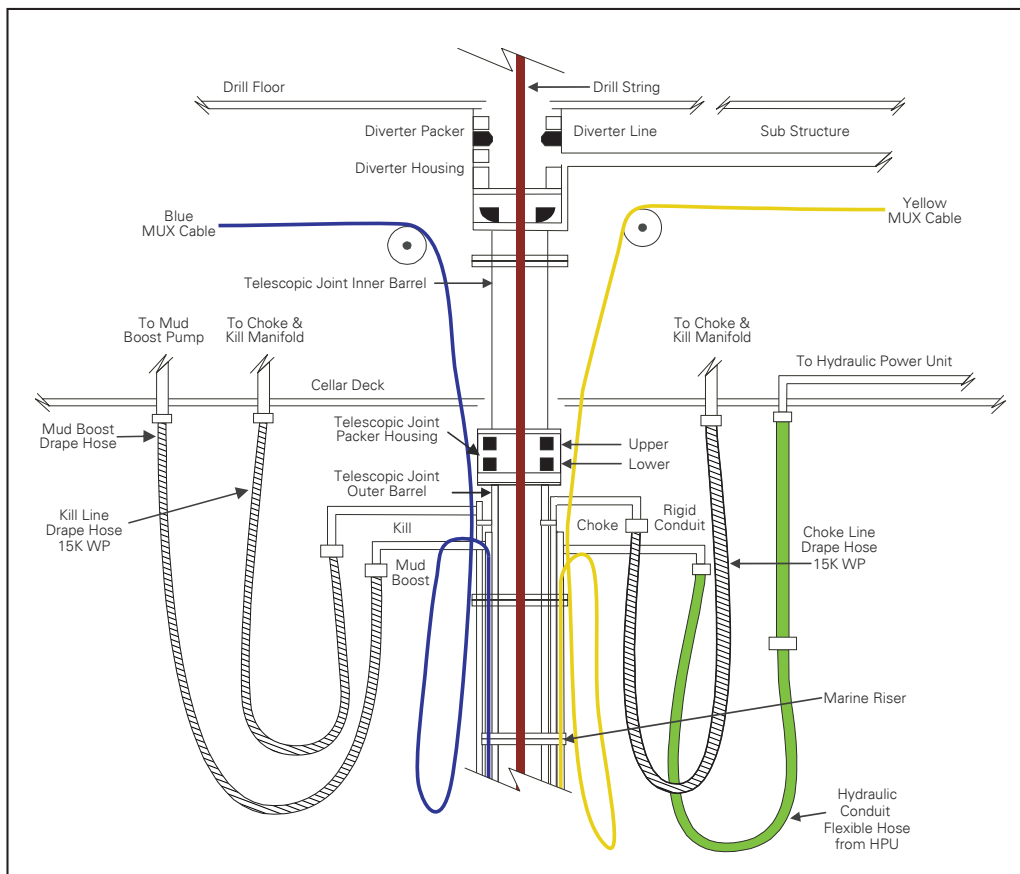 Drill Floor
Drill String
Diverter Packer
Diverter Line
Sub Structure
Diverter Housing
Blue
MUX Cable
Yellow
MUX Cable
Telescopic Joint Inner Barrel
To Mud
Boost Pump
To Choke &
Kill Manifold
To Choke &
Kill Manifold
To Hydraulic Power Unit
Cellar Deck
Mud Boost
Drape Hose
Telescopic Joint
Packer Housing
Upper
Lower
Telescopic Joint
Outer Barrel
Kill Line
Drape Hose
15K WP
Kill
Mud
Boost
Choke
Rigid
Conduit
Choke Line
Drape Hose
15K WP
Marine Riser
Hydraulic
Conduit
Flexible Hose
from HPU